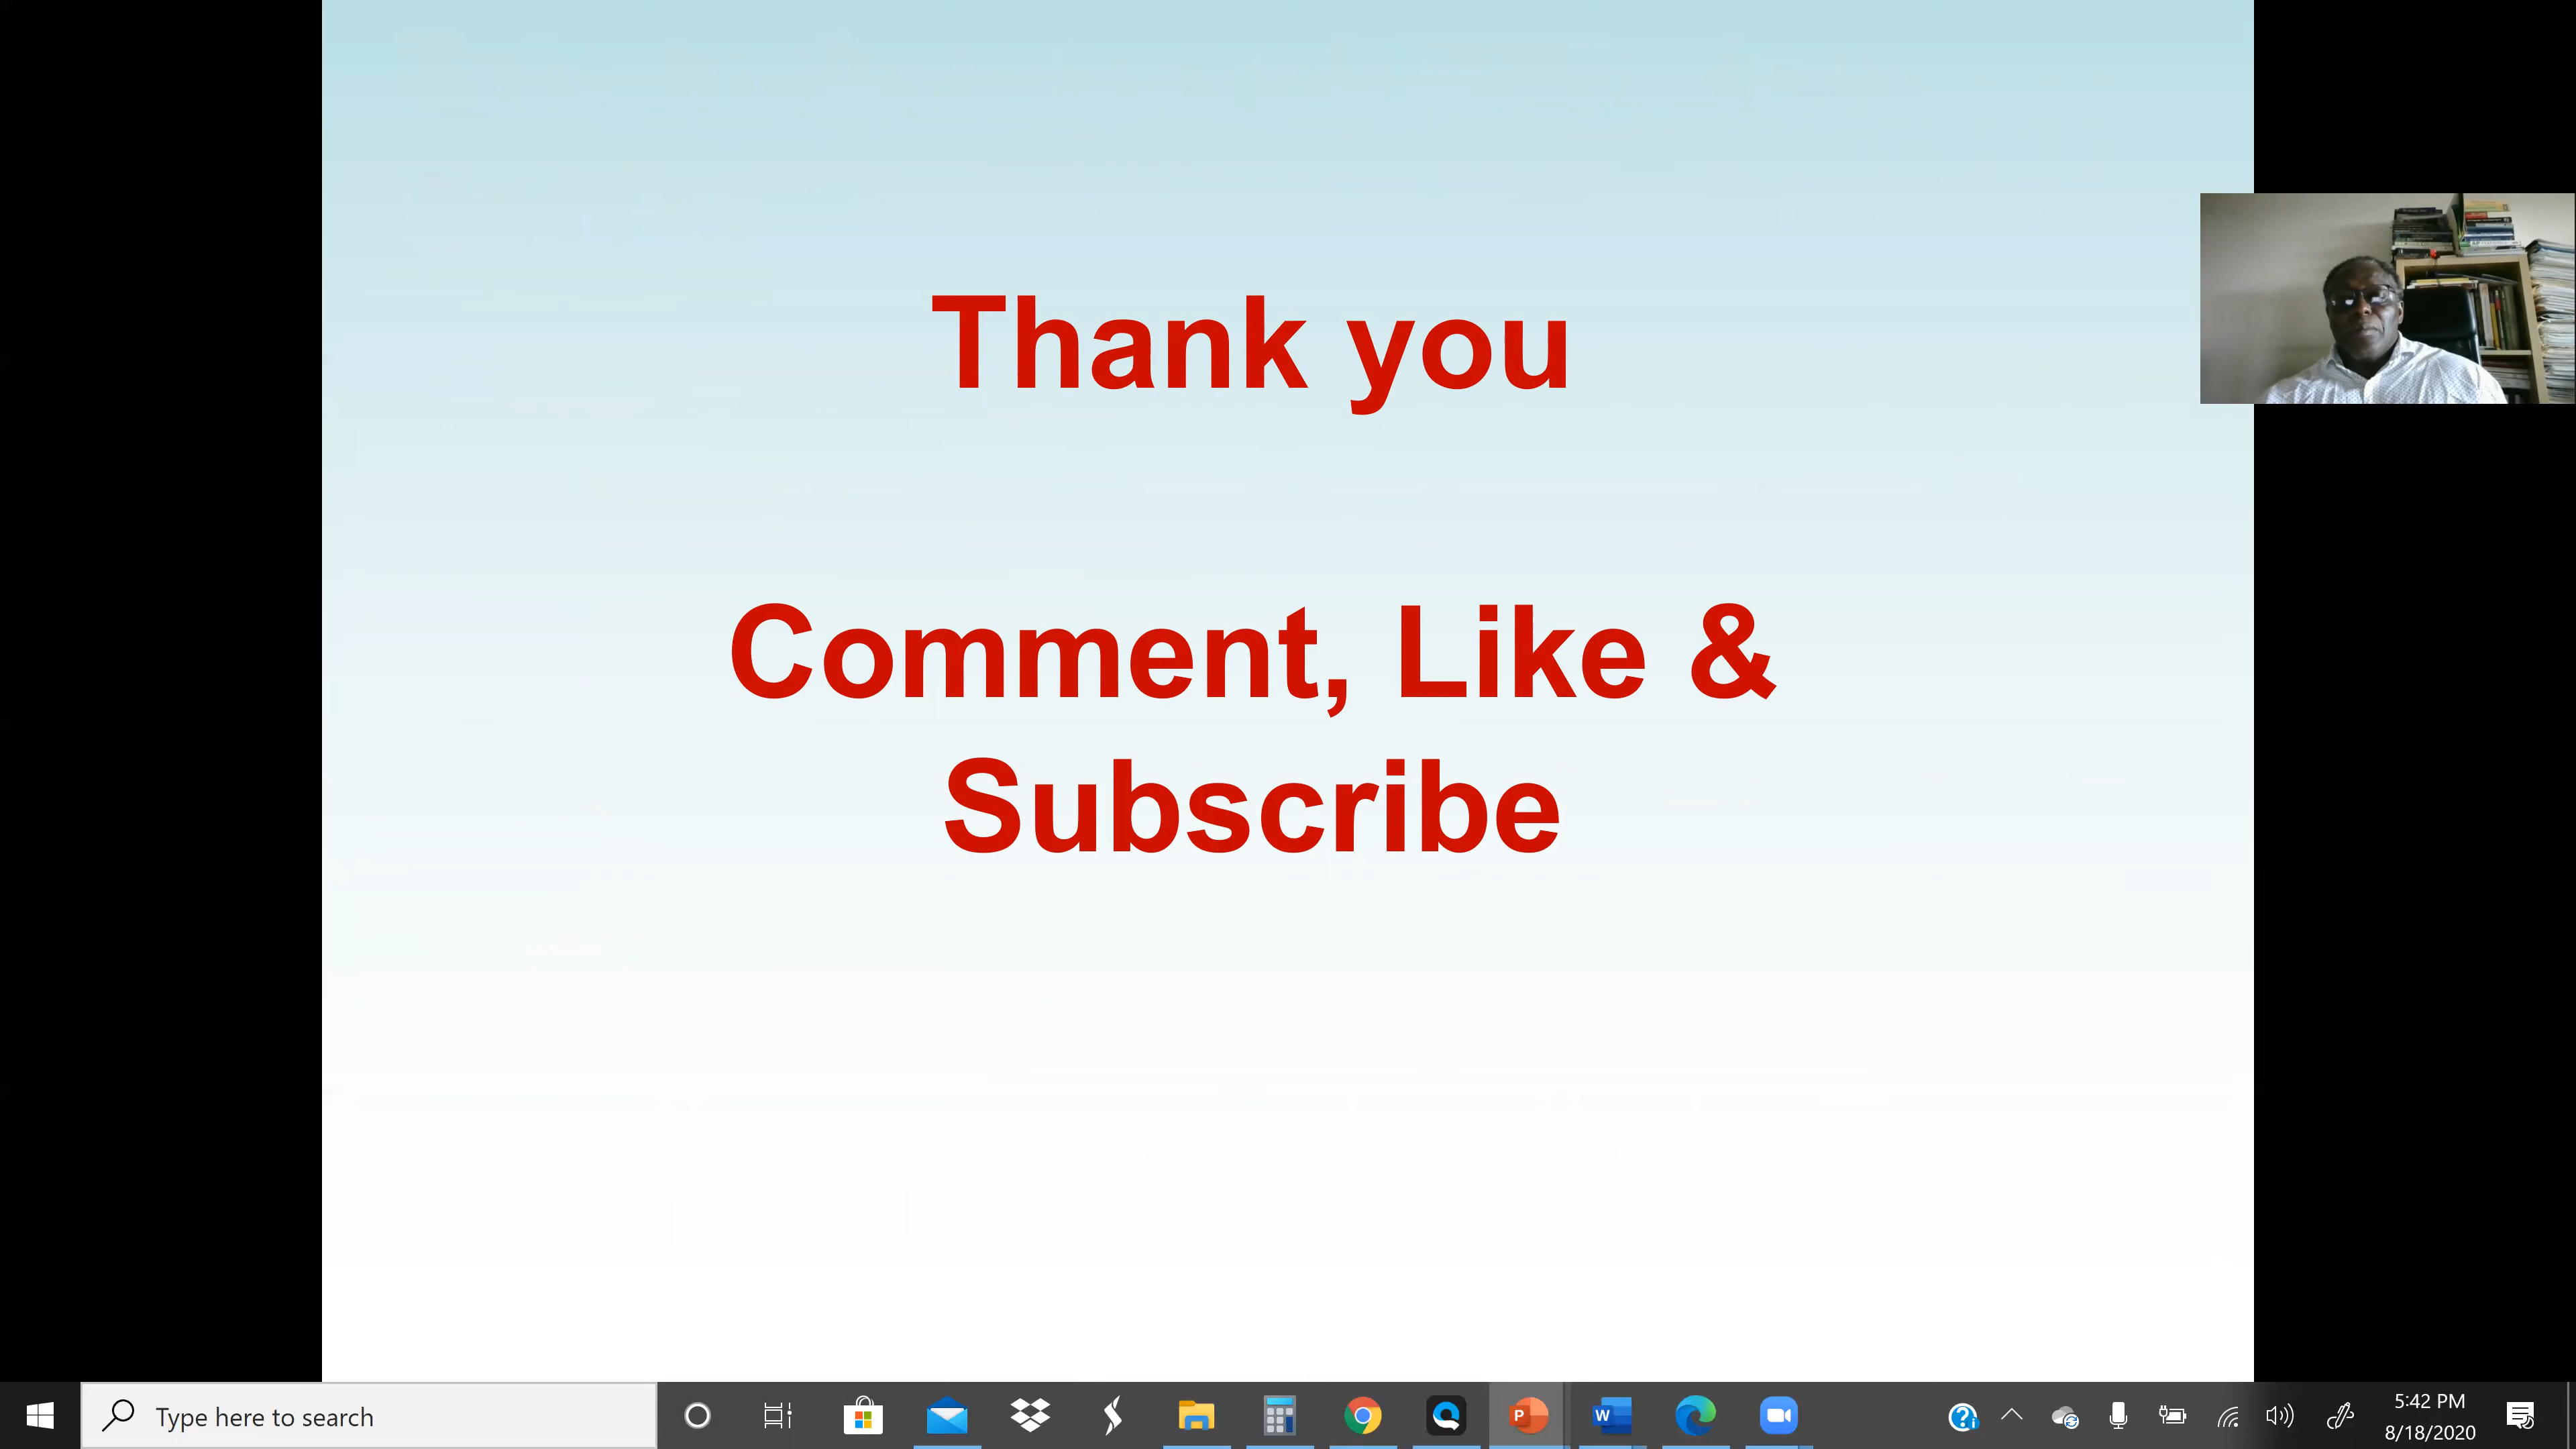 Thank you
Comment, Like &
Subscribe
Type here to search
5:42 PM
8/18/2020